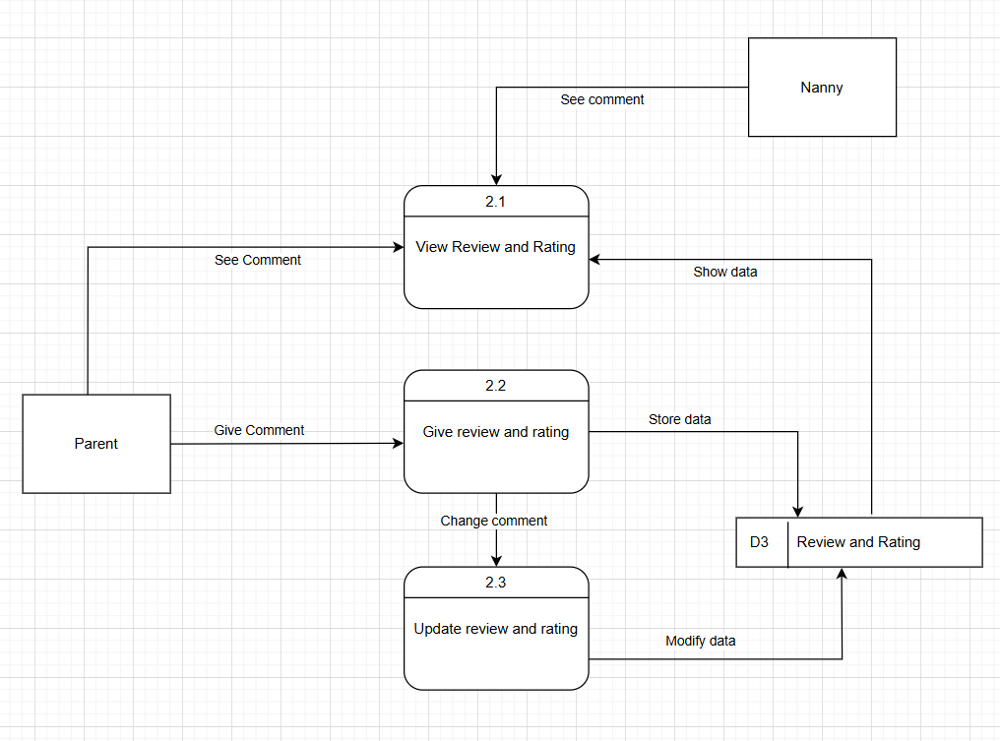 Nanny
See comment
2.1
View Review and Rating
See Comment
Show data
2.2
Give review and rating
Give Comment
Parent
Store data
Change comment
D3
Review and Rating
2.3
Update review and rating
Modify data